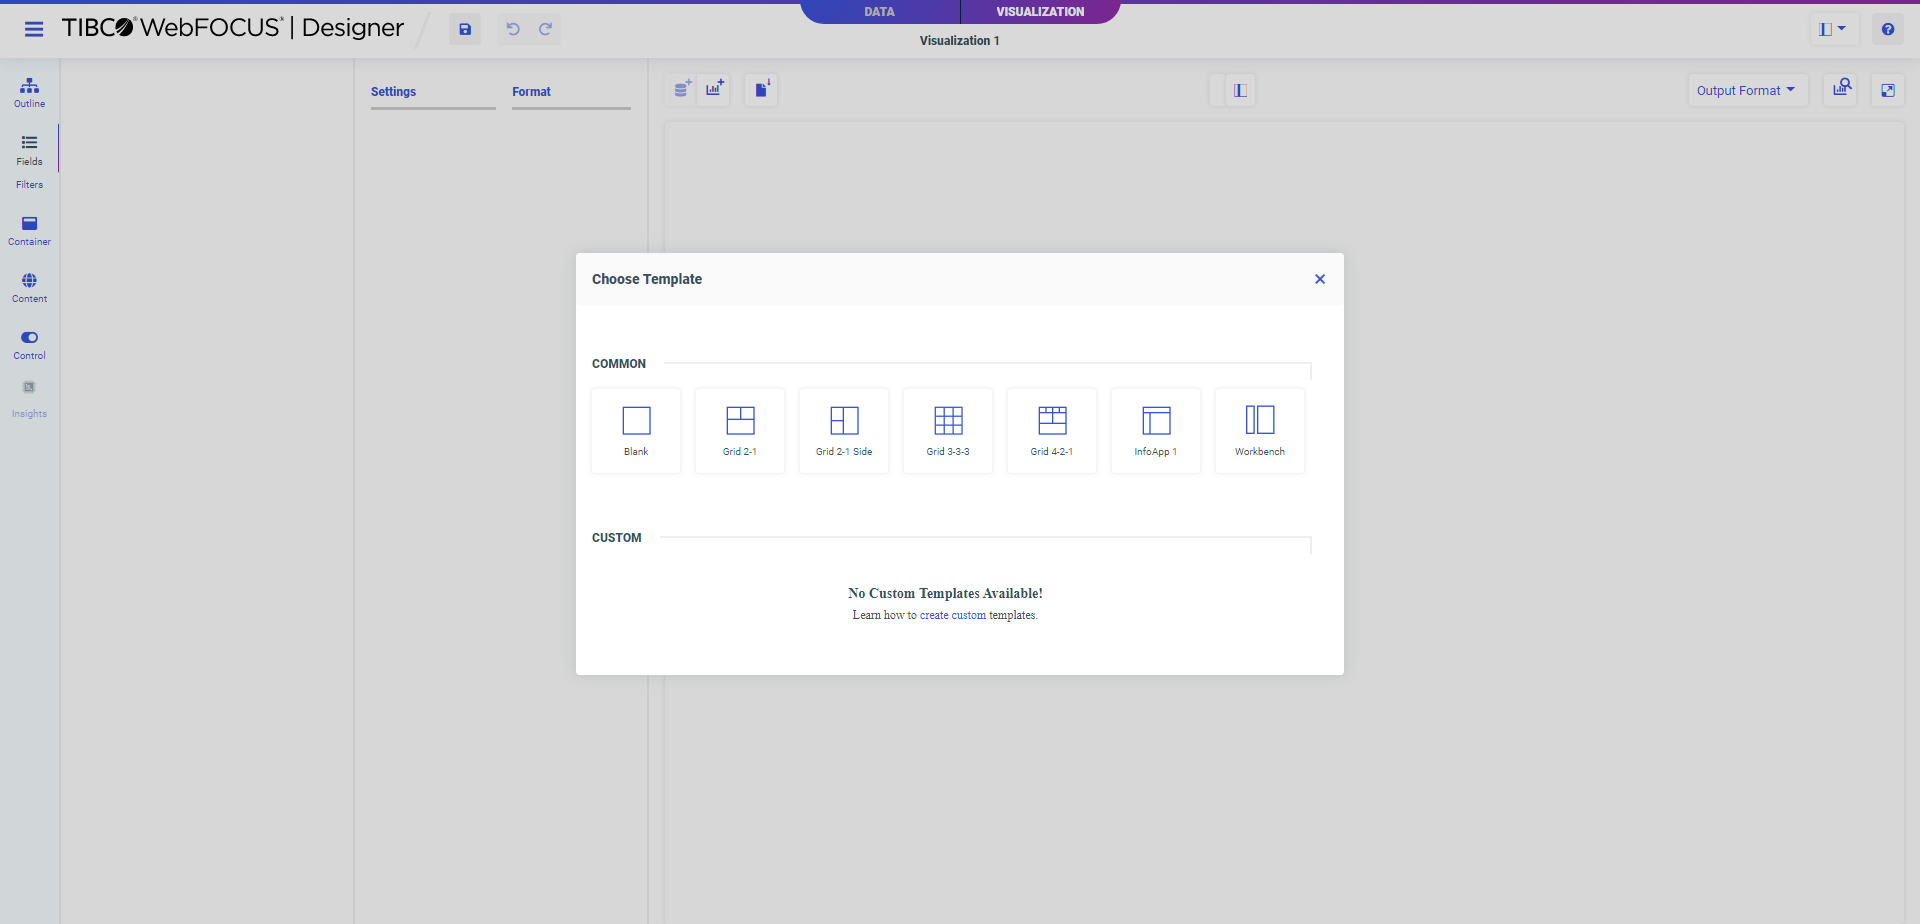 TIBCO® WebFOCUS® | Designer
DATA
VISUALIZATION
Visualization 1
Outline
Fields
Filters
Container
Content
Control
Insights
Settings
Format
Output Format
Choose Template
COMMON
Blank
Grid 2-1
Grid 2-1 Side
Grid 3-3-3
Grid 4-2-1
InfoApp 1
Workbench
CUSTOM
No Custom Templates Available!
Learn how to create custom templates.